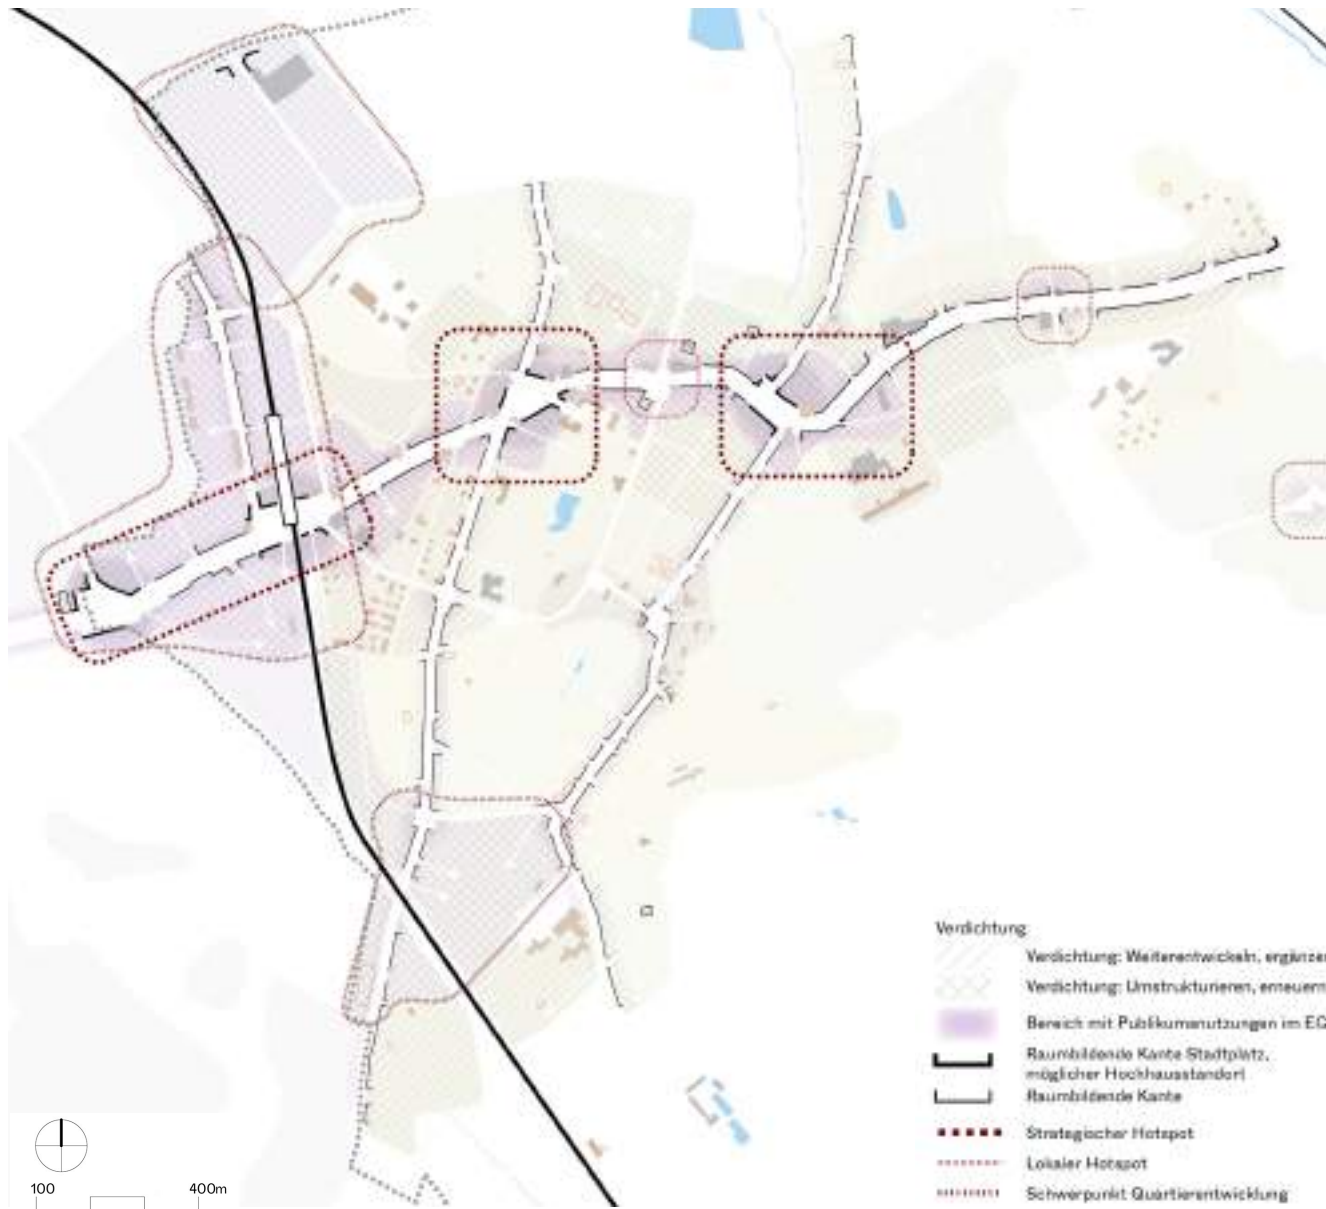 Verdichtung
Verdichtung: Weiterentwickeln, ergänzen
Verdichtung: Umstrukturieren, erneuern
Bereich mit Publikumsnutzungen im EG
Raumbildende Kante Stadtplatz,
möglicher Hochhausstandort
Raumbildende Kante
Strategischer Hotspot
Lokaler Hotspot
Schwerpunkt Quartierentwicklung
100 400m